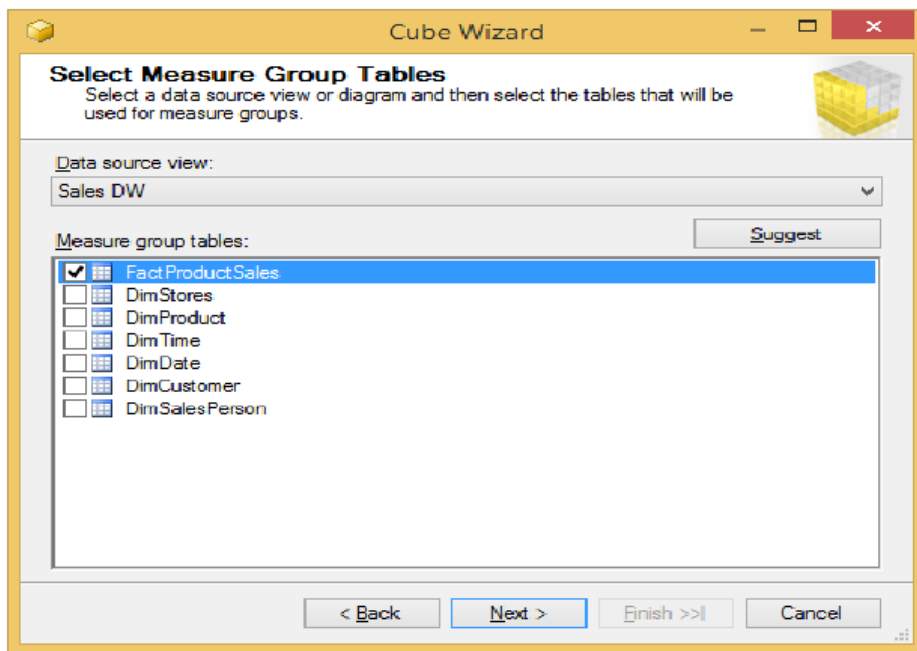 Cube Wizard
Select Measure Group Tables
Select a data source view or diagram and then select the tables that will be
used for measure groups.
Data source view:
Sales DW
Suggest
Measure group tables:
FactProductSales
DimStores
DimProduct
DimTime
DimDate
DimCustomer
DimSalesPerson
< Back
Next >
Finish >>|
Cancel